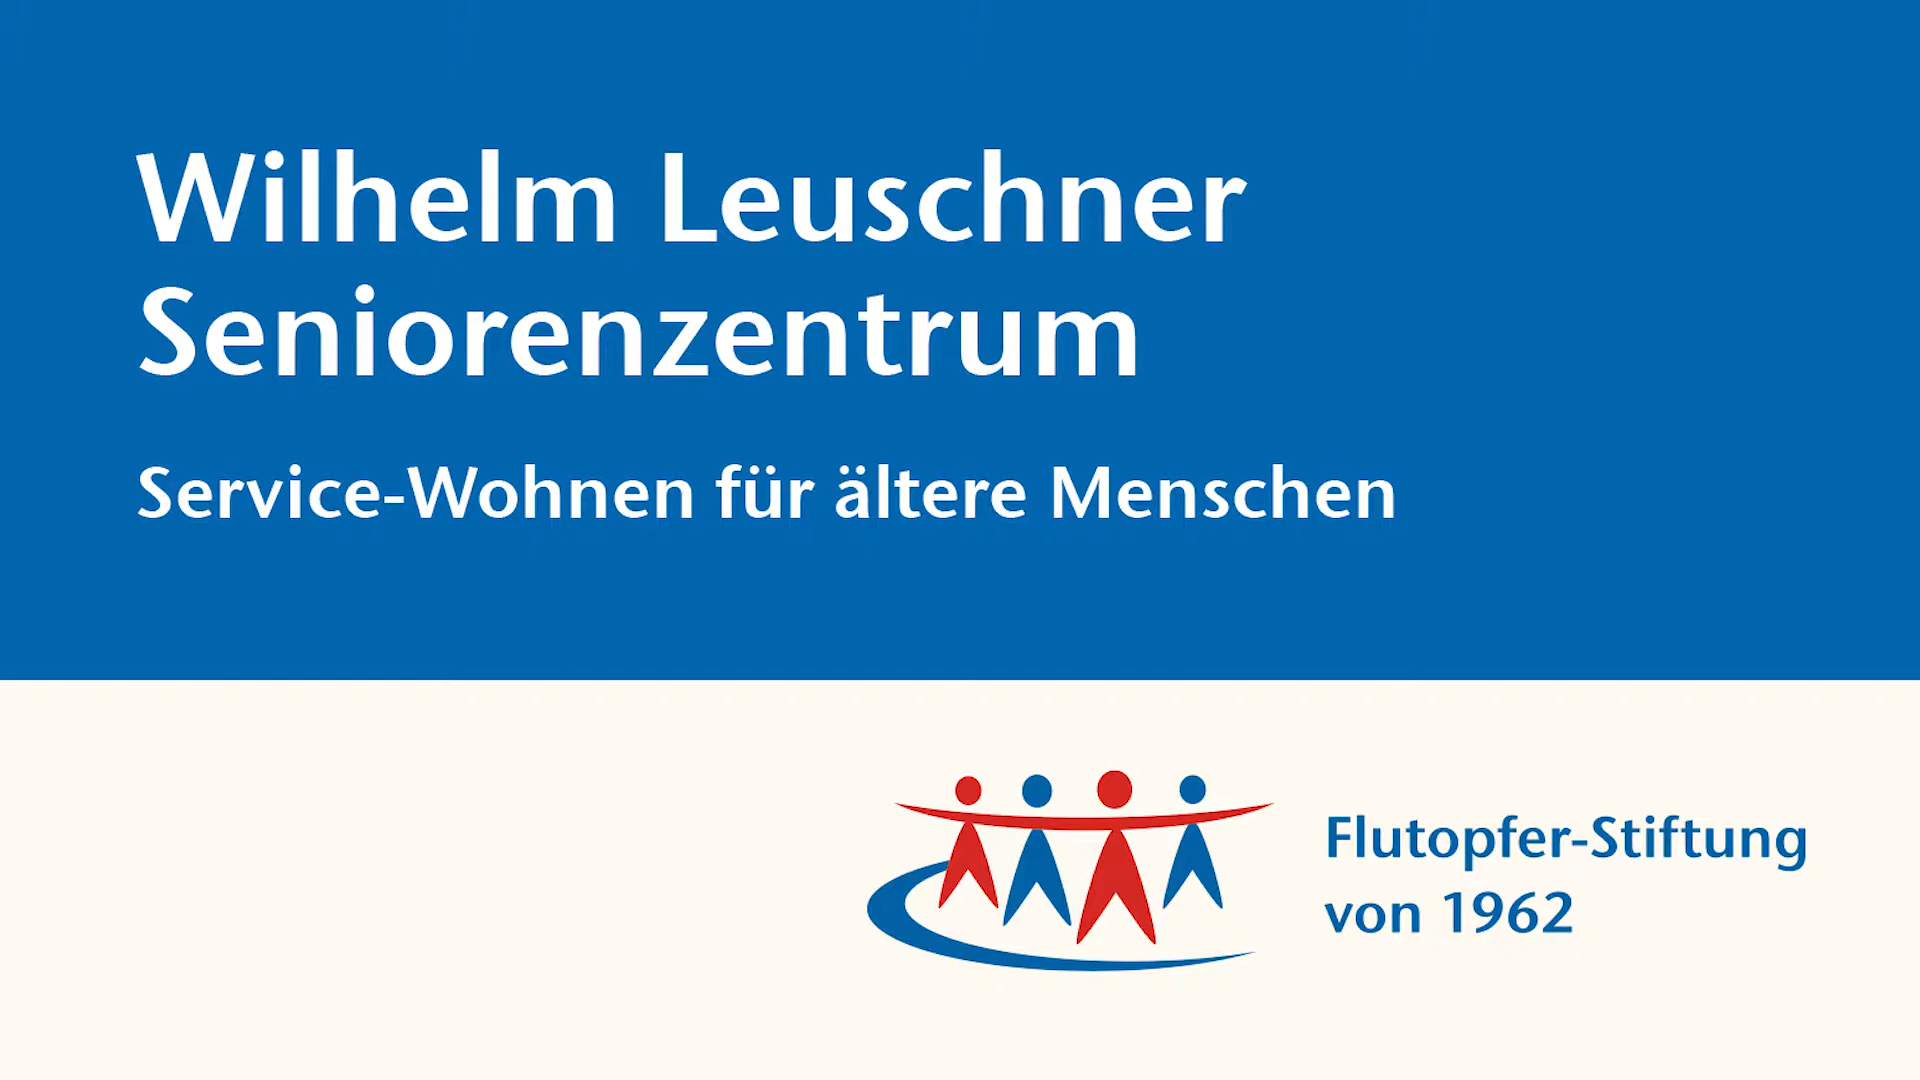 Wilhelm Leuschner
Seniorenzentrum
Service-Wohnen für ältere Menschen
Flutopfer-Stiftung
von 1962